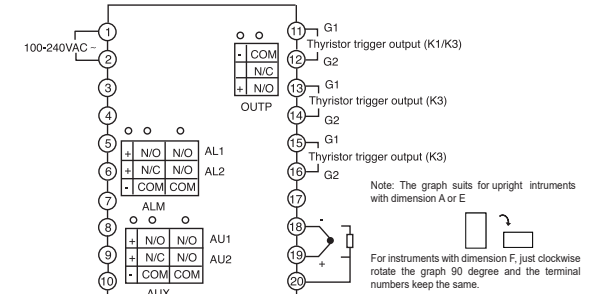 1
100-240VAC ~
2
3
4
5
6
7
8
9
10
- COM
N/C
+ N/O
OUTP
+ N/O N/O AL1
+ N/C N/O AL2
- COM COM
ALM
+ N/O N/O AU1
+ N/C N/O AU2
- COM COM
AUX
11 G1
Thyristor trigger output (K1/K3)
12 G2
13 G1
Thyristor trigger output (K3)
14 G2
15 G1
Thyristor trigger output (K3)
16 G2
17
18 -
19 +
20
Note: The graph suits for upright intruments
with dimension A or E
For instruments with dimension F, just clockwise
rotate the graph 90 degree and the terminal
numbers keep the same.